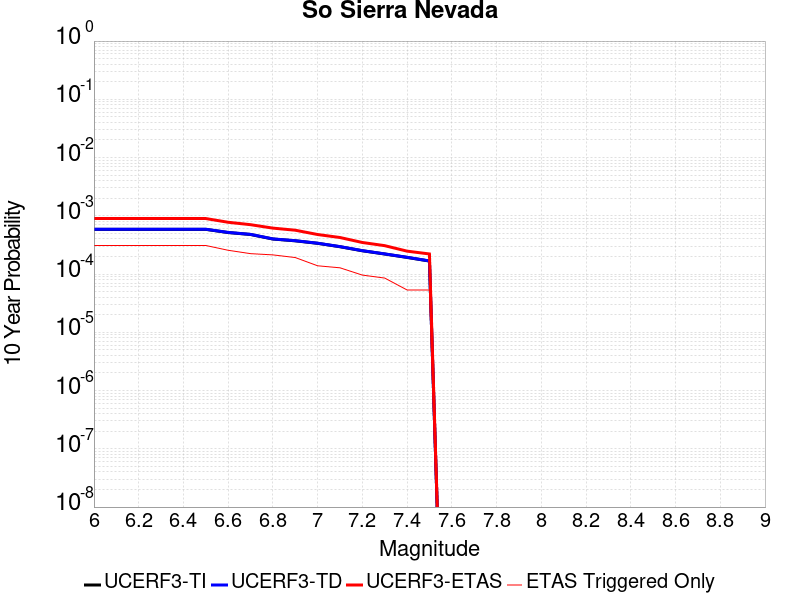 So Sierra Nevada
10^0
10^-1
10^-2
10^-3
10^-4
10^-5
10^-6
10^-7
10^-8
10 Year Probability
6 6.2 6.4 6.6 6.8 7 7.2 7.4 7.6 7.8 8 8.2 8.4 8.6 8.8 9
Magnitude
UCERF3-TI UCERF3-TD UCERF3-ETAS ETAS Triggered Only